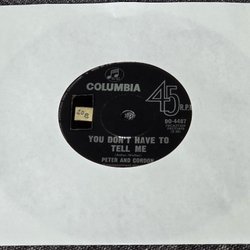 COLUMBIA
45
R.P.M.
DO-4487
YOU DON'T HAVE TO
TELL ME
PETER AND GORDON